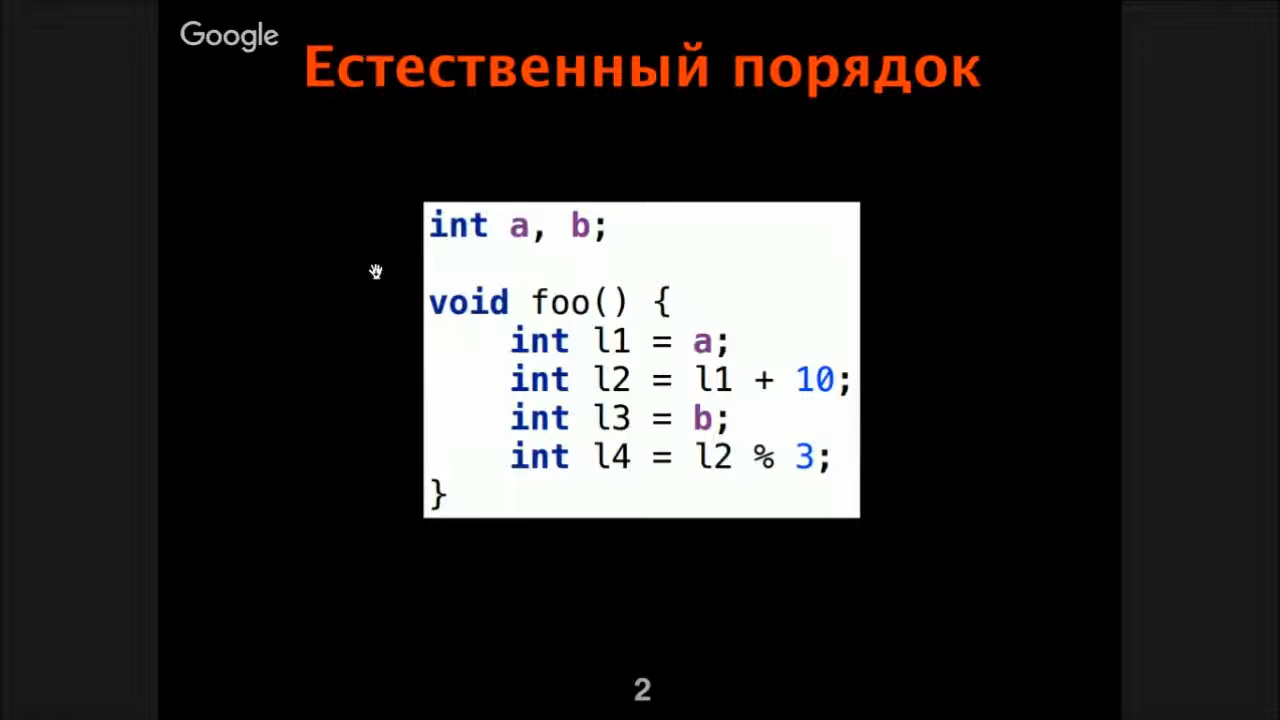 Google
Естественный порядок
int a, b;
void foo() {
    int l1 = a;
    int l2 = l1 + 10;
    int l3 = b;
    int l4 = l2 % 3;
}
2